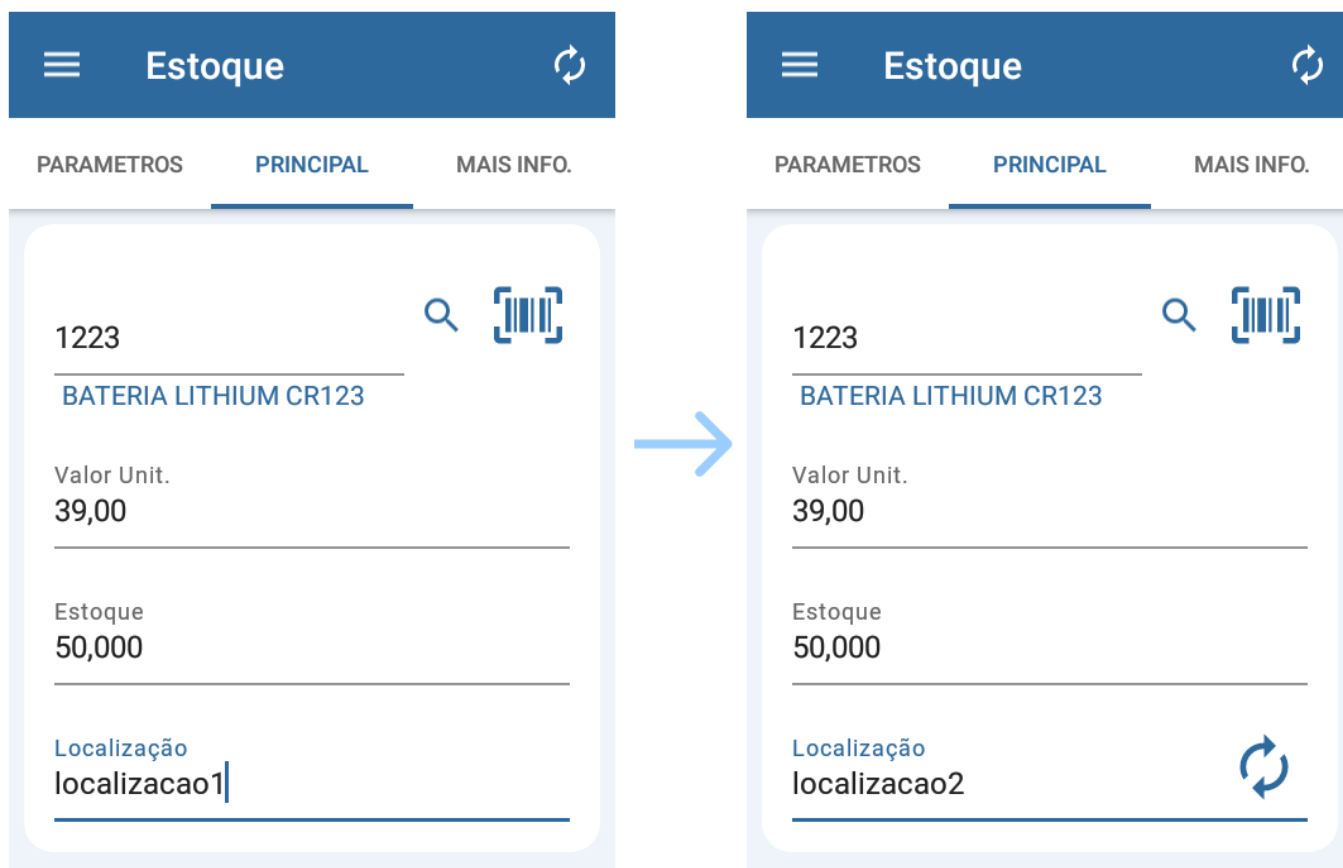 Estoque
PARAMETROS PRINCIPAL MAIS INFO.
1223
BATERIA LITHIUM CR123
Valor Unit.
39,00
Estoque
50,000
Localização
localizacao1
Estoque
PARAMETROS PRINCIPAL MAIS INFO.
1223
BATERIA LITHIUM CR123
Valor Unit.
39,00
Estoque
50,000
Localização
localizacao2